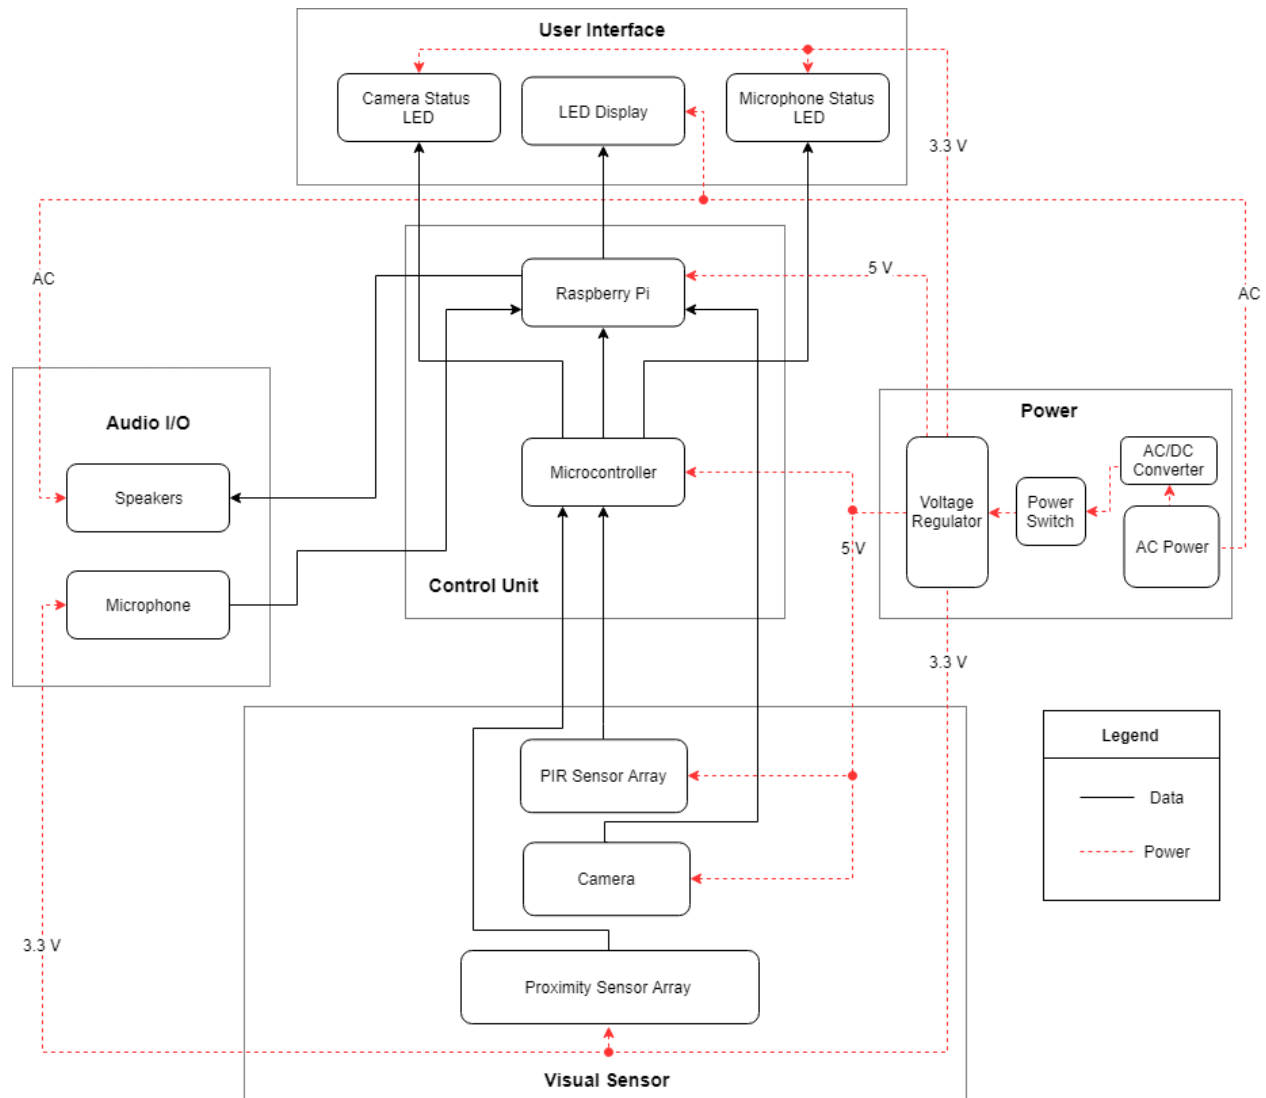 User Interface
Camera Status
LED
LED Display
Microphone Status
LED
3.3 V
AC
5 V
AC
Raspberry Pi
Audio I/O
Speakers
Microphone
Microcontroller
Control Unit
Power
Voltage
Regulator
Power
Switch
AC/DC
Converter
AC Power
5 V
3.3 V
Legend
Data
Power
PIR Sensor Array
Camera
3.3 V
Proximity Sensor Array
Visual Sensor